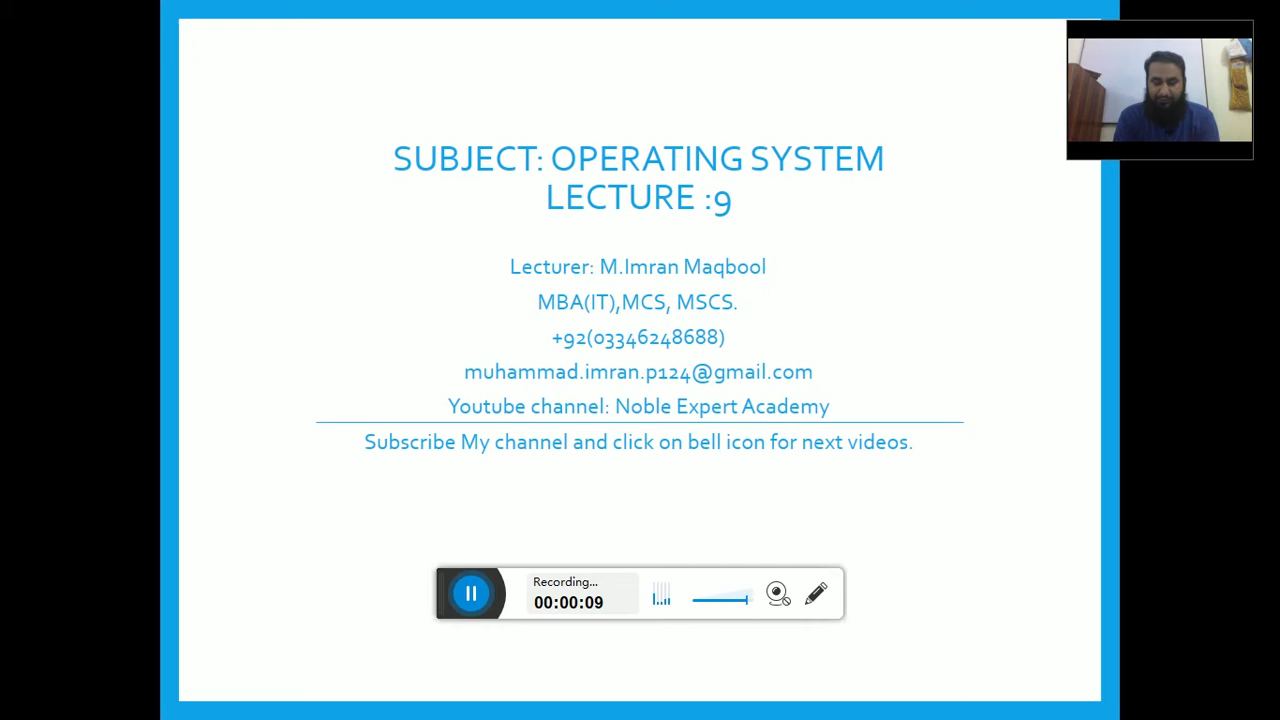 SUBJECT: OPERATING SYSTEM
LECTURE :9
Lecturer: M.Imran Maqbool
MBA(IT),MCS, MSCS.
+92(03346248688)
muhammad.imran.p124@gmail.com
Youtube channel: Noble Expert Academy
Subscribe My channel and click on bell icon for next videos.
Recording...
00:00:09